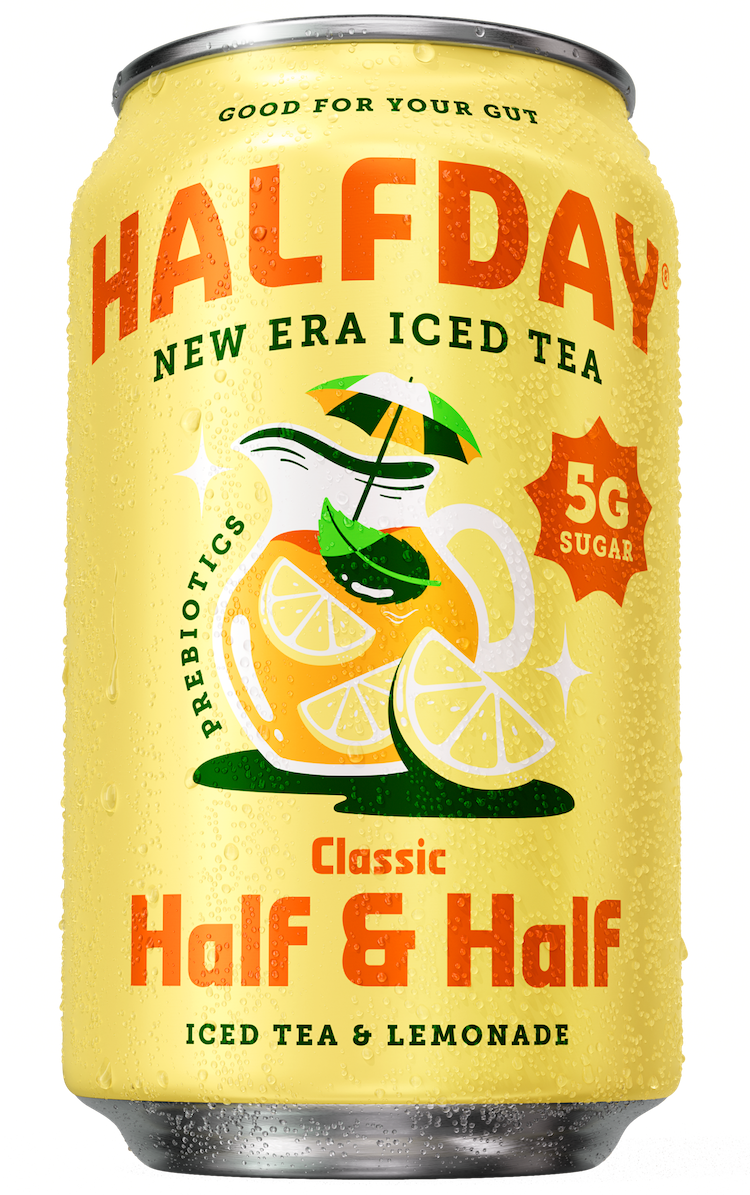 GOOD FOR YOUR GUT
HALFDAY®
NEW ERA ICED TEA
5G
SUGAR
PREBIOTICS
Classic
Half & Half
ICED TEA & LEMONADE